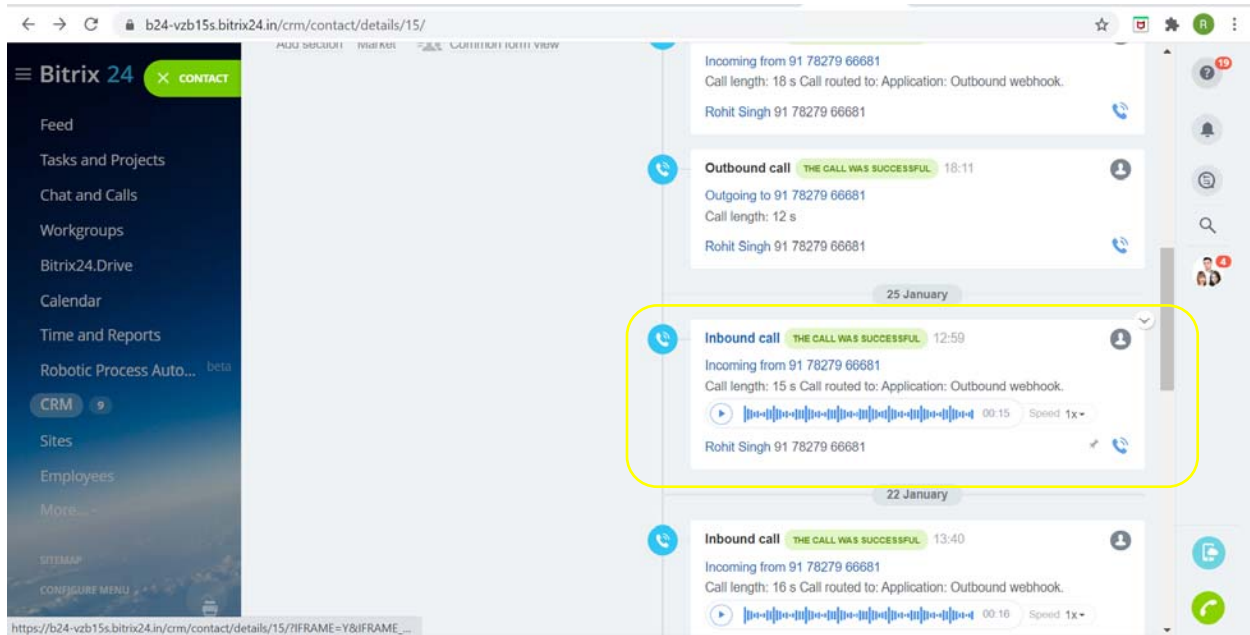 b24-vzb15s.bitrix24.in/crm/contact/details/15/
R
Bitrix 24
CONTACT
Feed
Tasks and Projects
Chat and Calls
Workgroups
Bitrix24.Drive
Calendar
Time and Reports
Robotic Process Auto... beta
CRM 9
Sites
Employees
More...
SITEMAP
CONFIGURE MENU
https://b24-vzb15s.bitrix24.in/crm/contact/details/15/?IFRAME=Y&IFRAME_...
Add section Market Common form view
Incoming from 91 78279 66681
Call length: 18 s Call routed to: Application: Outbound webhook.
Rohit Singh 91 78279 66681
Outbound call THE CALL WAS SUCCESSFUL 18:11
Outgoing to 91 78279 66681
Call length: 12 s
Rohit Singh 91 78279 66681
25 January
Inbound call THE CALL WAS SUCCESSFUL 12:59
Incoming from 91 78279 66681
Call length: 15 s Call routed to: Application: Outbound webhook.
00:15 Speed 1x
Rohit Singh 91 78279 66681
22 January
Inbound call THE CALL WAS SUCCESSFUL 13:40
Incoming from 91 78279 66681
Call length: 16 s Call routed to: Application: Outbound webhook.
00:16 Speed 1x
19
4